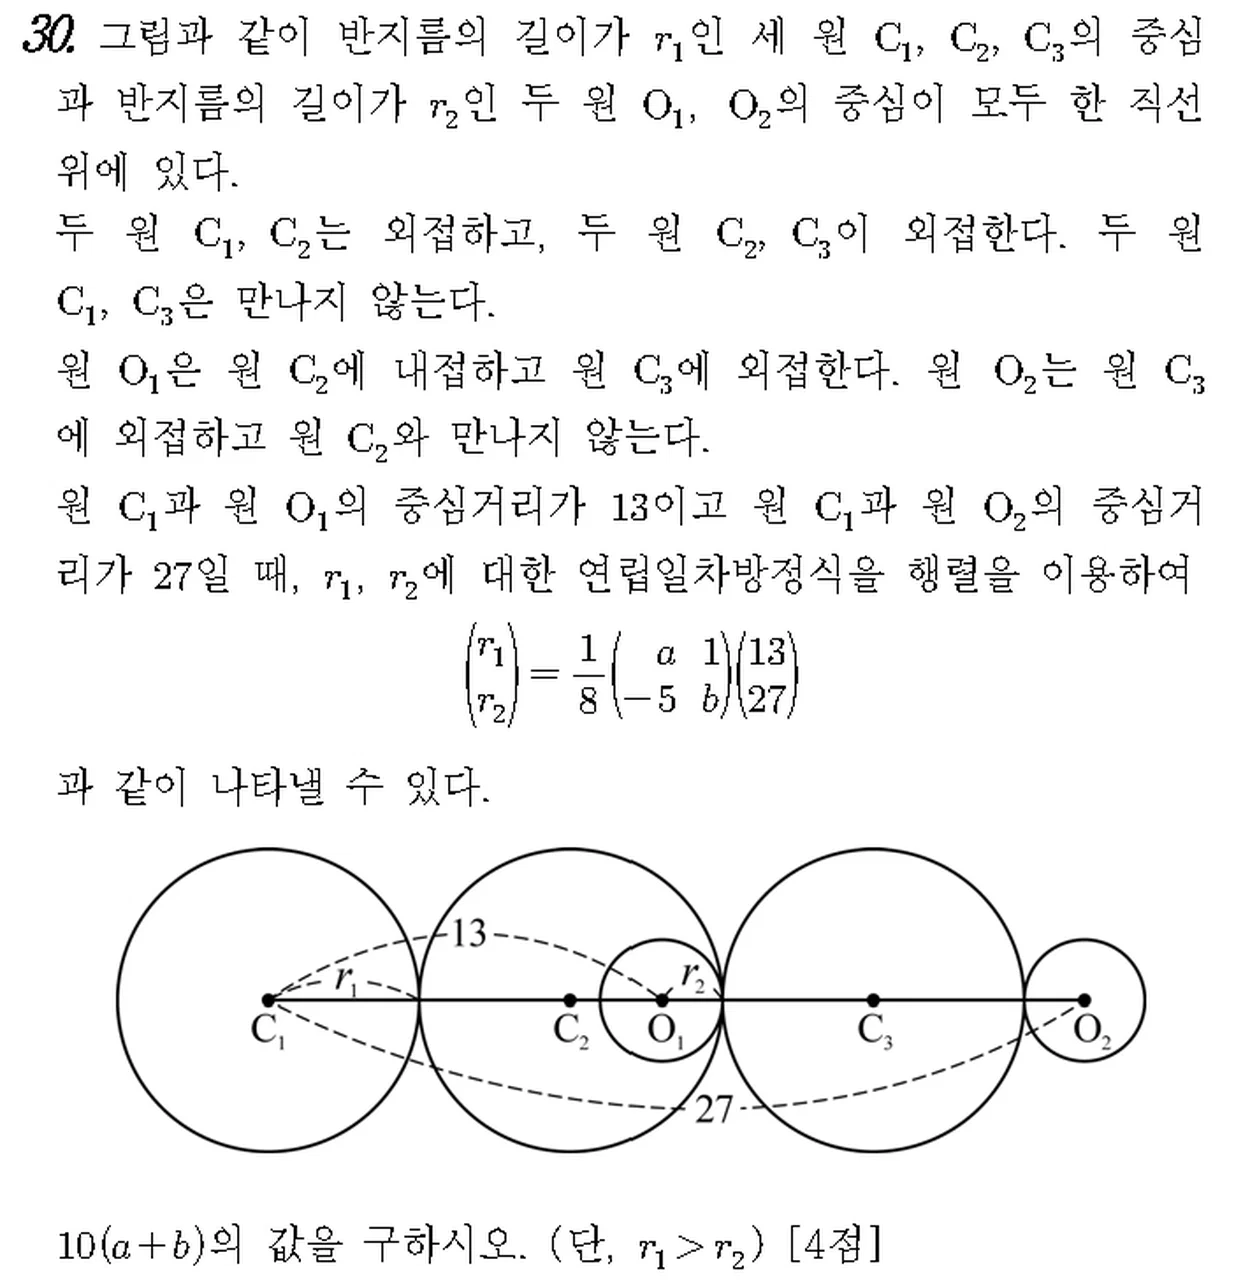 30. 그림과 같이 반지름의 길이가 r₁인 세 원 C₁, C₂, C₃의 중심
과 반지름의 길이가 r₂인 두 원 O₁, O₂의 중심이 모두 한 직선
위에 있다.
두 원 C₁, C₂는 외접하고, 두 원 C₂, C₃이 외접한다. 두 원
C₁, C₃은 만나지 않는다.
원 O₁은 원 C₂에 내접하고 원 C₃에 외접한다. 원 O₂는 원 C₃
에 외접하고 원 C₂와 만나지 않는다.
원 C₁과 원 O₁의 중심거리가 13이고 원 C₁과 원 O₂의 중심거
리가 27일 때, r₁, r₂에 대한 연립일차방정식을 행렬을 이용하여
(r₁ r₂) = 1/8 (a 1 −5 b)(13 27)
과 같이 나타낼 수 있다.
13
r₁ r₂
C₁ C₂ O₁ C₃ O₂
27
10(a+b)의 값을 구하시오. (단, r₁>r₂) [4점]